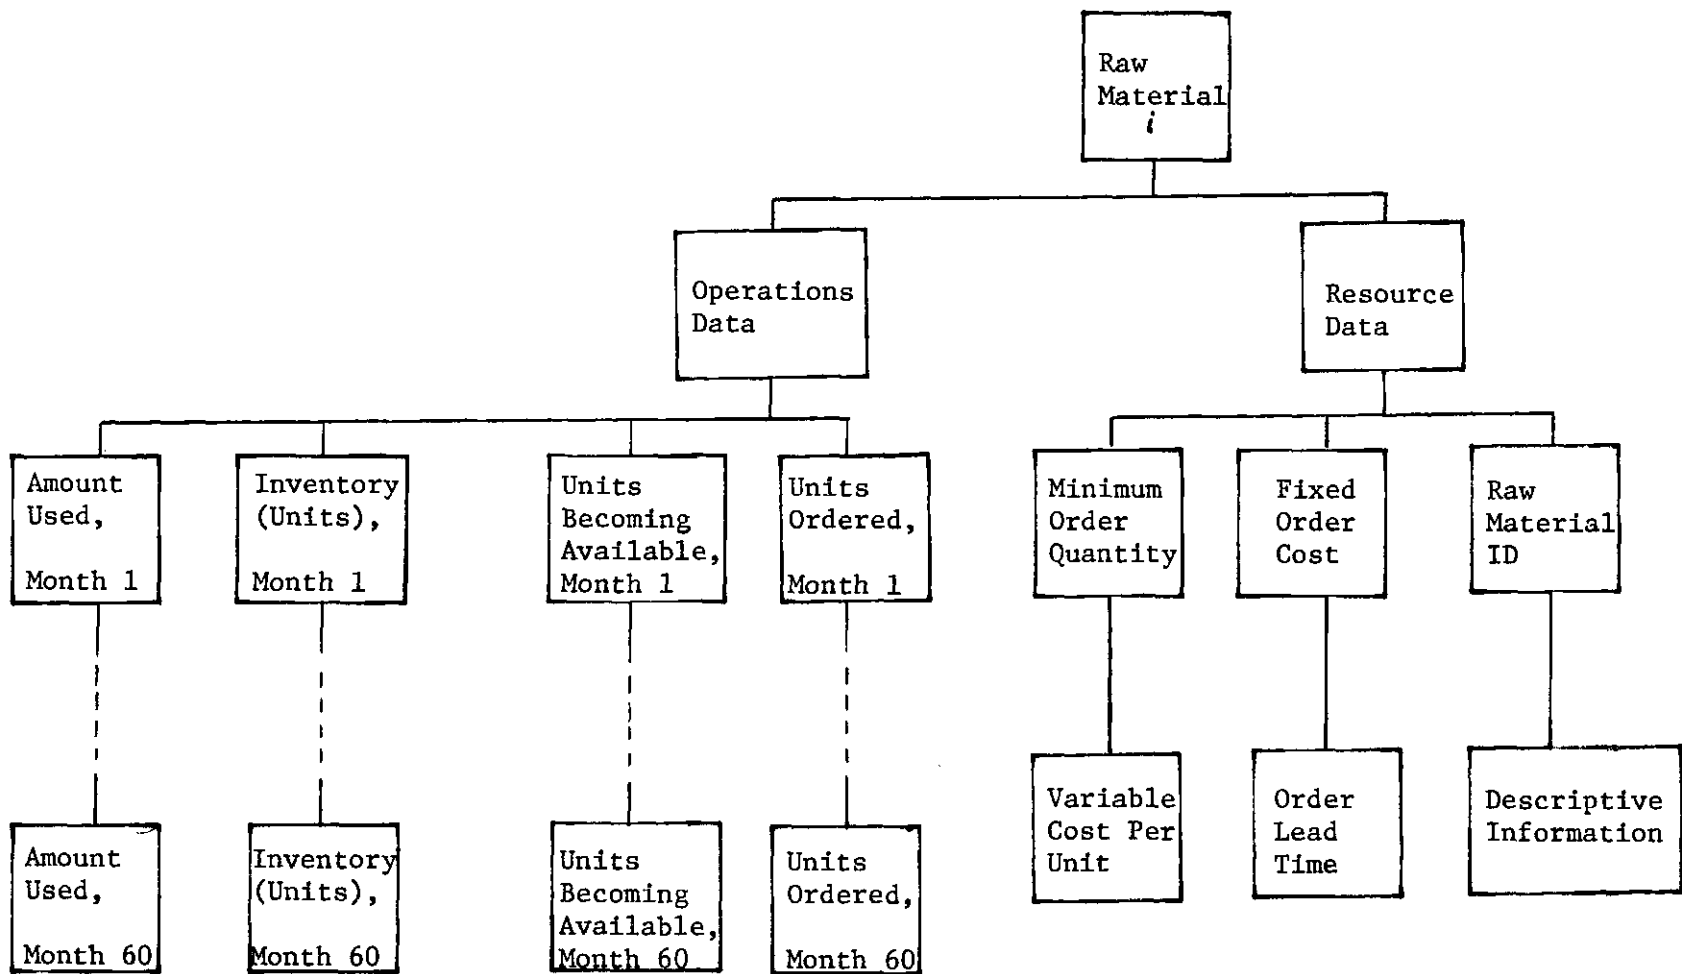 Raw
Material
i
Operations
Data
Resource
Data
Amount
Used,
Month 1
Inventory
(Units),
Month 1
Units
Becoming
Available,
Month 1
Units
Ordered,
Month 1
Minimum
Order
Quantity
Fixed
Order
Cost
Raw
Material
ID
Variable
Cost Per
Unit
Order
Lead
Time
Descriptive
Information
Amount
Used,
Month 60
Inventory
(Units),
Month 60
Units
Becoming
Available,
Month 60
Units
Ordered,
Month 60